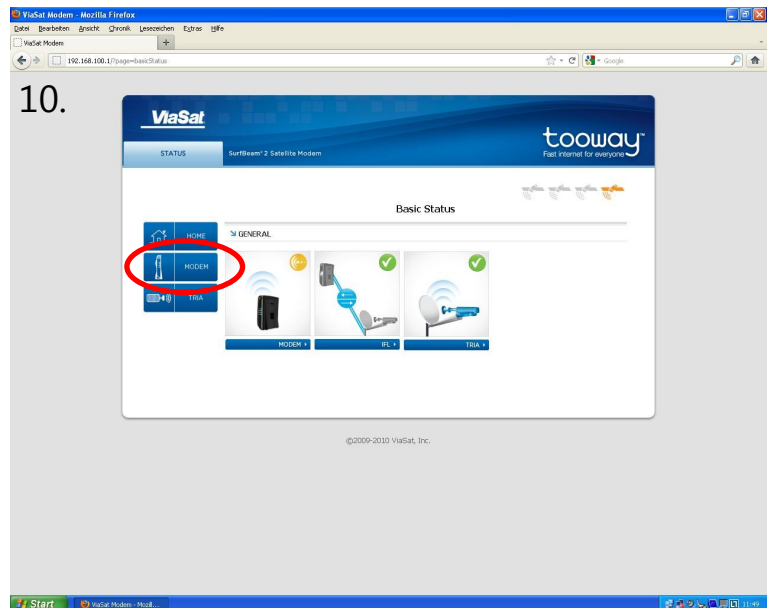 ViaSat Modem - Mozilla Firefox
Datei Bearbeiten Ansicht Chronik Lesezeichen Extras Hilfe
ViaSat Modem +
192.168.100.1/?page=basicStatus
Google
10.
ViaSat
tooway™
Fast internet for everyone
STATUS
SurfBeam® 2 Satellite Modem
Basic Status
HOME
GENERAL
MODEM
TRIA
MODEM
IFL
TRIA
©2009-2010 ViaSat, Inc.
Start
ViaSat Modem - Mozil...
11:49